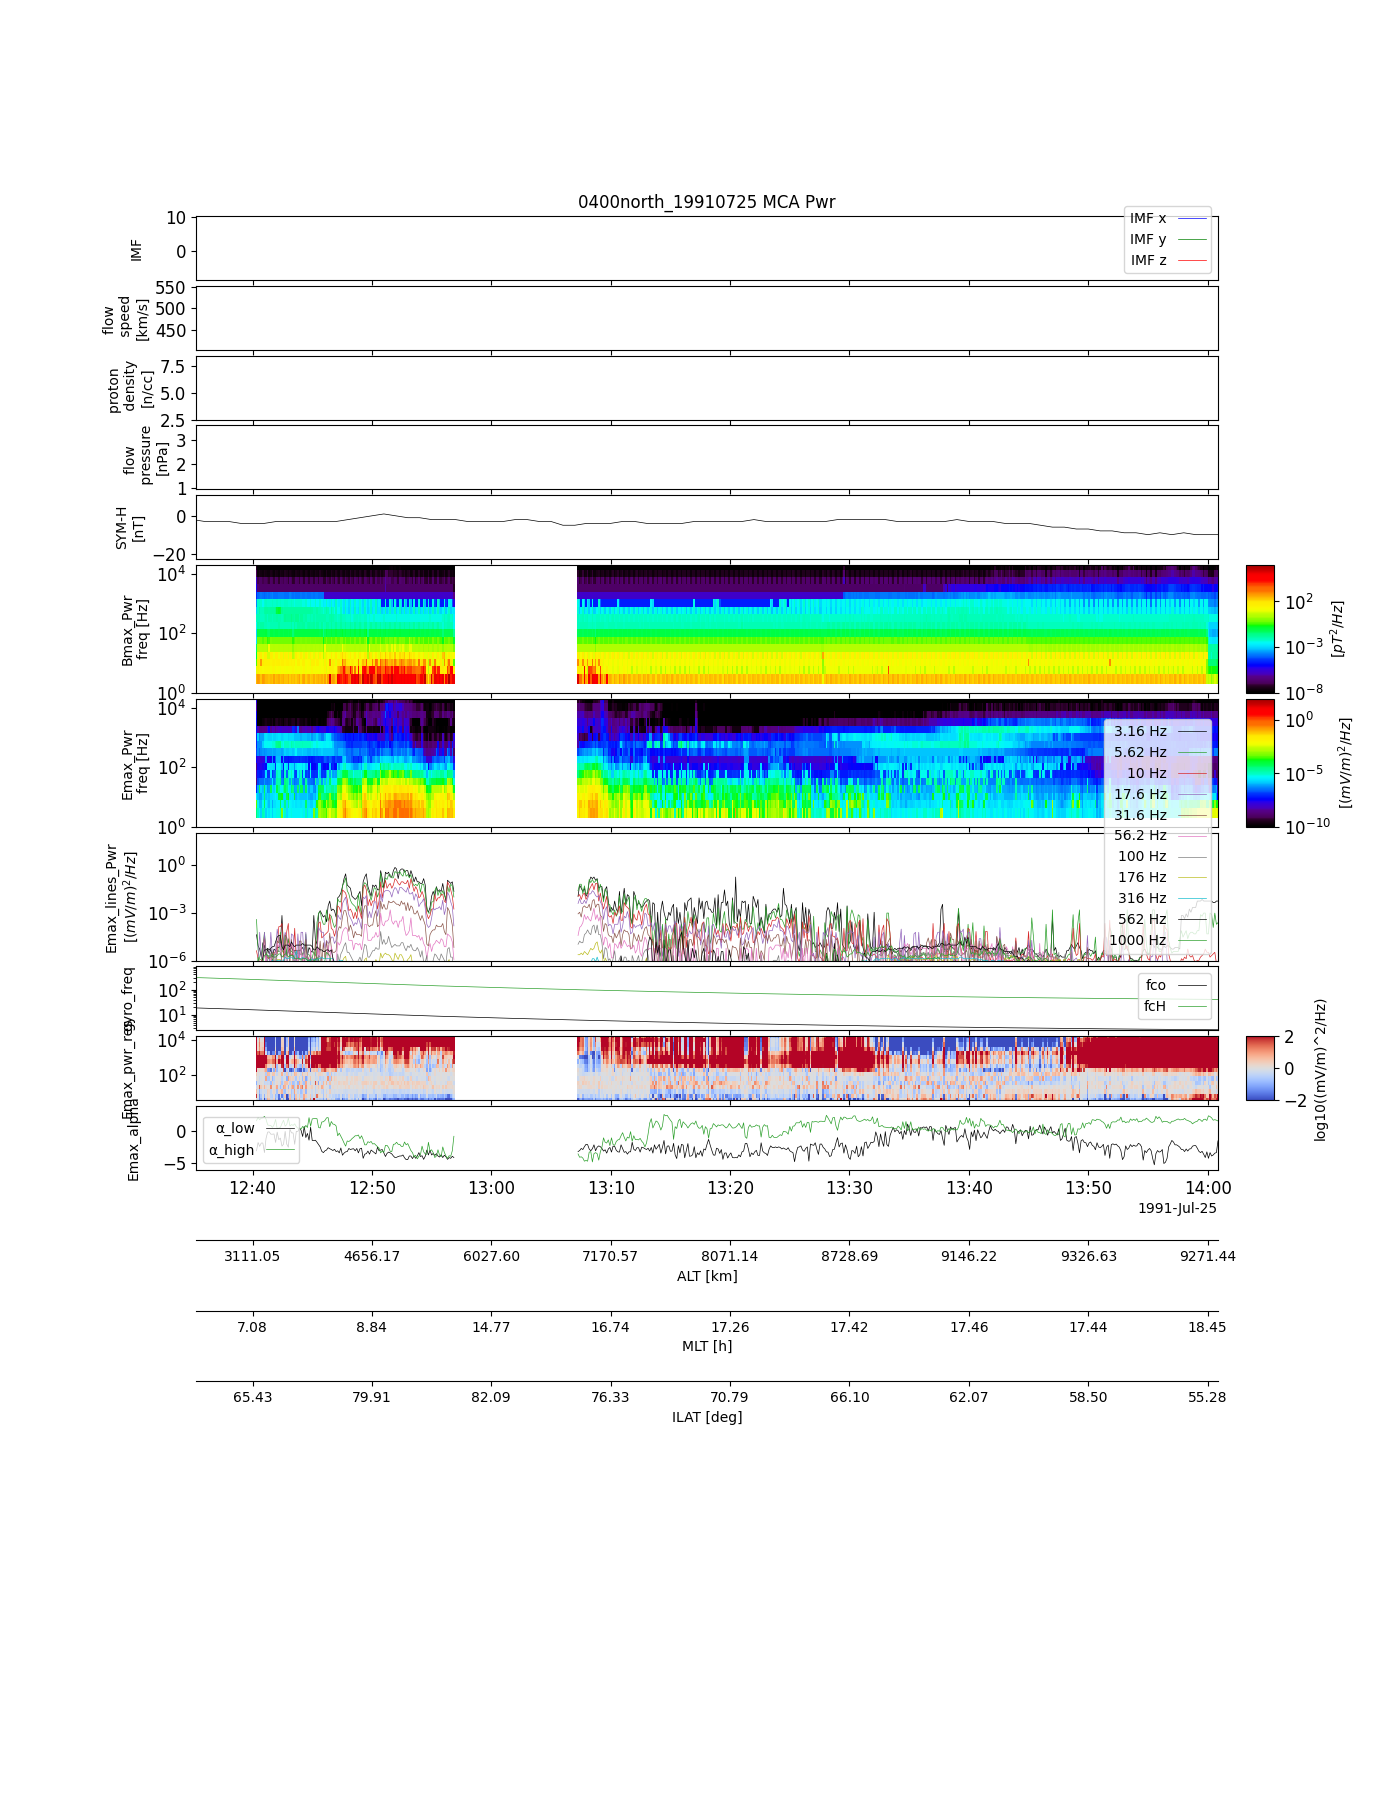 0400north_19910725 MCA Pwr
IMF
10
0
IMF x
IMF y
IMF z
flow
speed
[km/s]
550
500
450
proton
density
[n/cc]
7.5
5.0
2.5
flow
pressure
[nPa]
3
2
1
SYM-H
[nT]
0
−20
Bmax_Pwr
freq [Hz]
10^4
10^2
10^0
10^2
10^−3
10^−8
[pT^2/Hz]
Emax_Pwr
freq [Hz]
10^4
10^2
10^0
10^0
10^−5
10^−10
[(mV/m)^2/Hz]
3.16 Hz
5.62 Hz
10 Hz
17.6 Hz
31.6 Hz
56.2 Hz
100 Hz
176 Hz
316 Hz
562 Hz
1000 Hz
Emax_lines_Pwr
[(mV/m)^2/Hz]
10^0
10^−3
10^−6
gyro_freq
10^2
10^1
fco
fcH
Emax_pwr_reg
10^4
10^2
2
0
−2
log10((mV/m)^2/Hz)
Emax_alpha
0
−5
α_low
α_high
12:40 12:50 13:00 13:10 13:20 13:30 13:40 13:50 14:00
1991-Jul-25
3111.05 4656.17 6027.60 7170.57 8071.14 8728.69 9146.22 9326.63 9271.44
ALT [km]
7.08 8.84 14.77 16.74 17.26 17.42 17.46 17.44 18.45
MLT [h]
65.43 79.91 82.09 76.33 70.79 66.10 62.07 58.50 55.28
ILAT [deg]